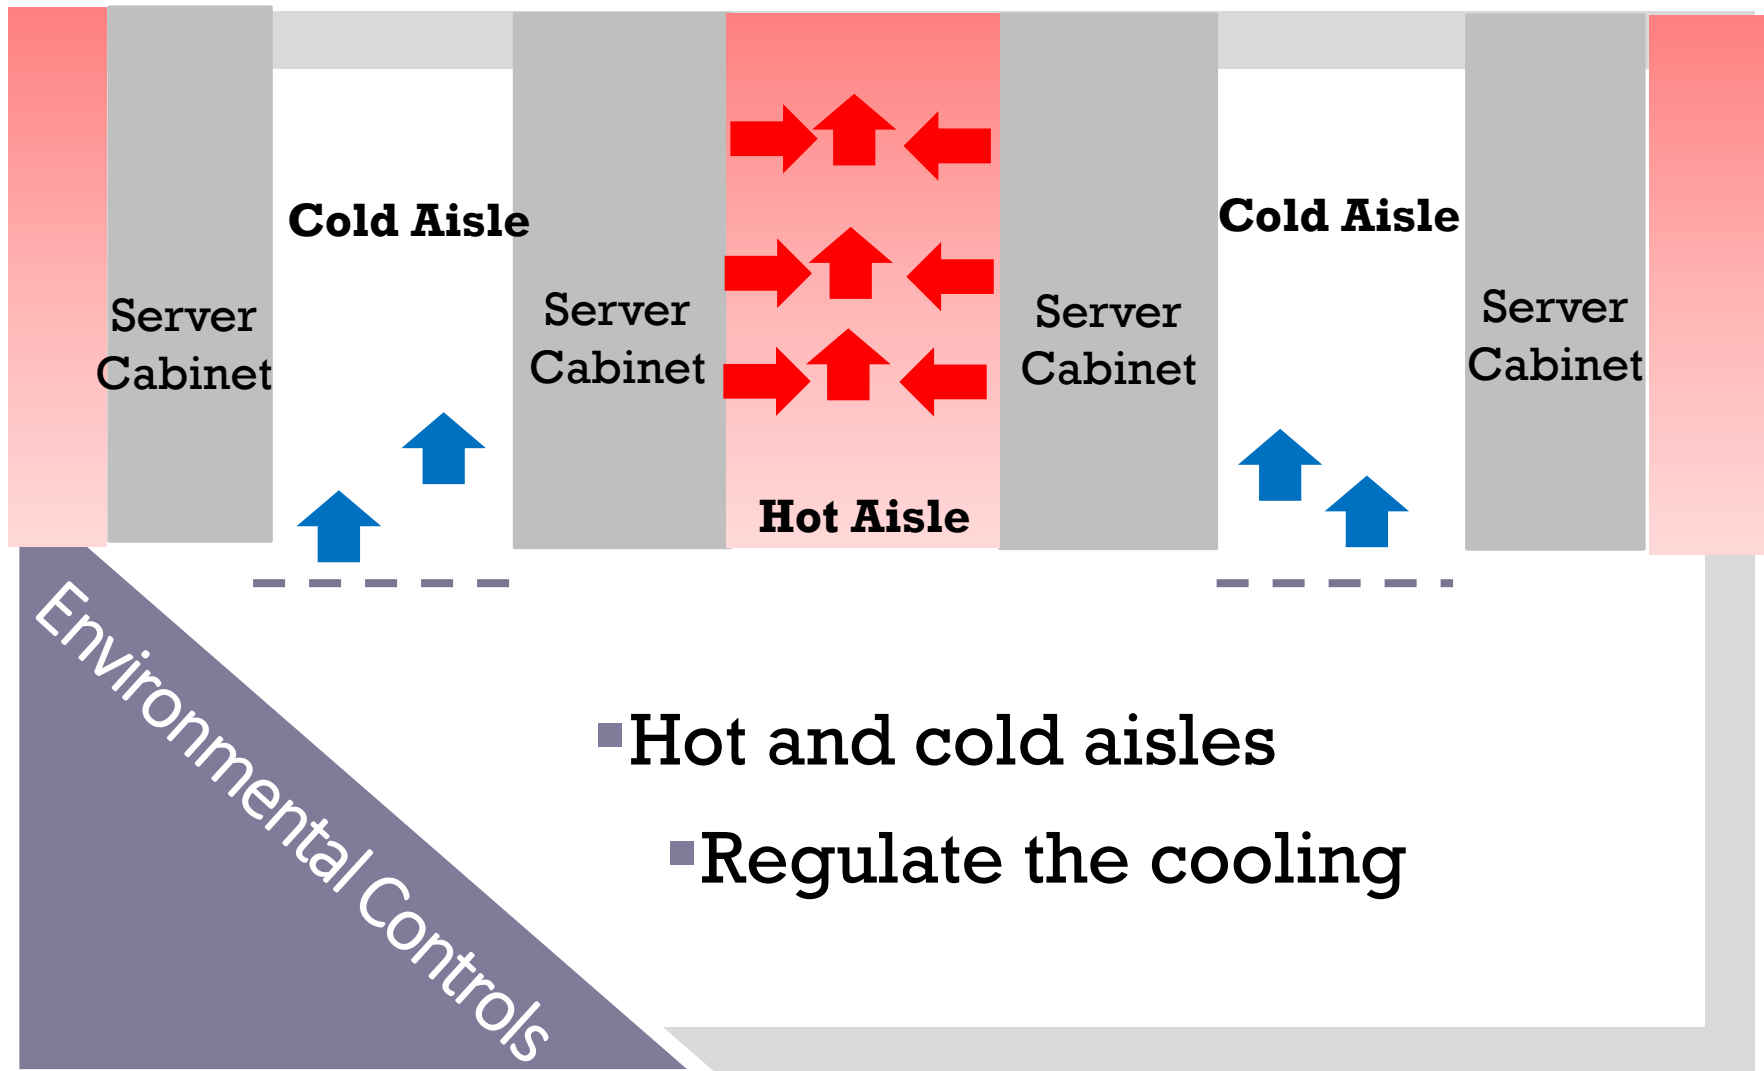 Cold Aisle
Cold Aisle
Server
Cabinet
Server
Cabinet
Server
Cabinet
Server
Cabinet
Hot Aisle
Environmental Controls
▪Hot and cold aisles
▪Regulate the cooling